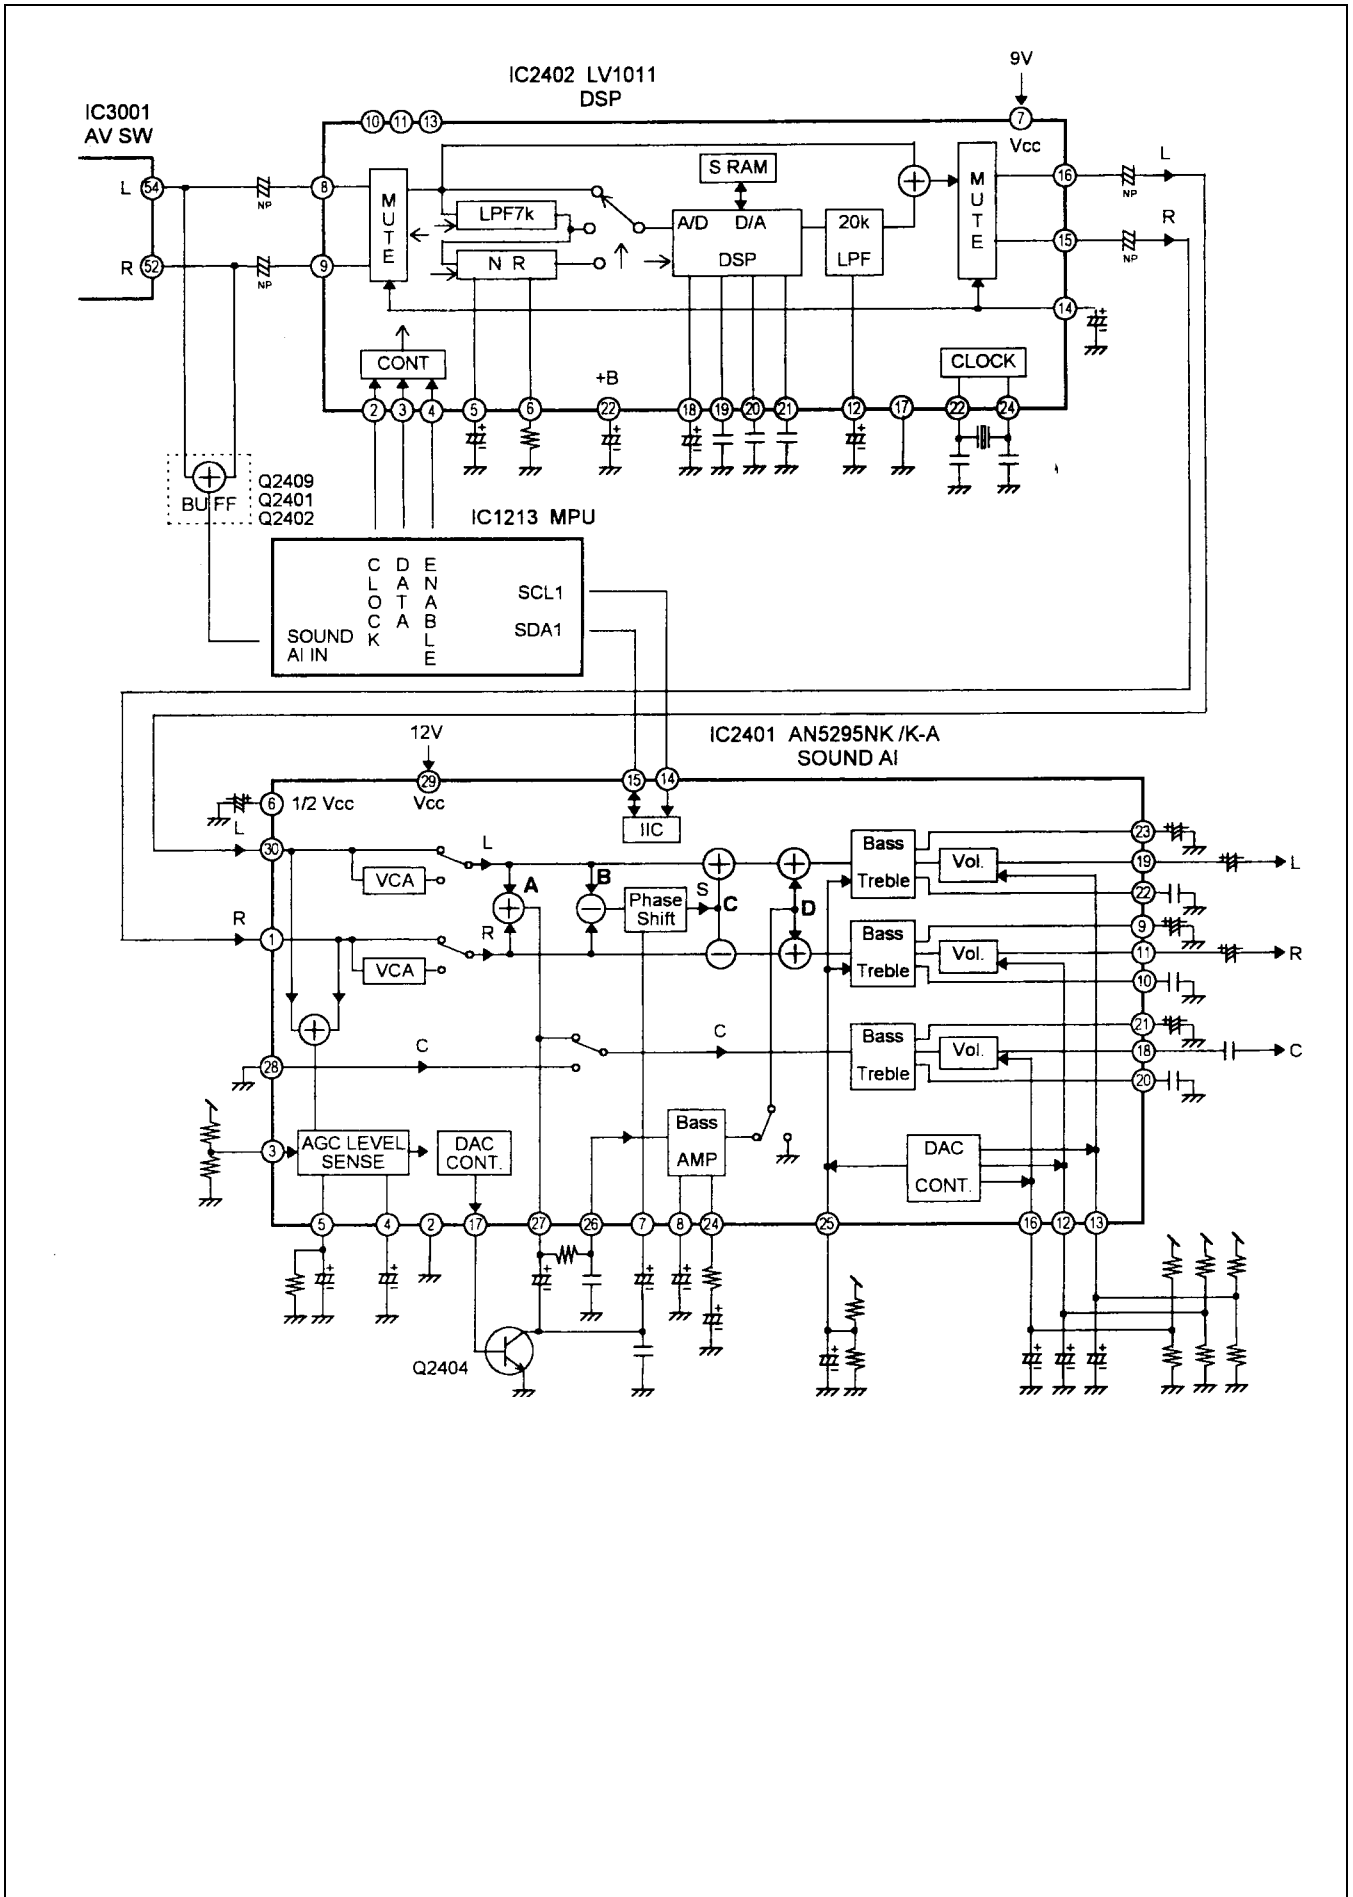 IC2402 LV1011
DSP
9V
IC3001
AV SW
10 11 13
7
Vcc
L 54
NP
8
MUTE
LPF7k
N R
S RAM
A/D D/A
DSP
20k
LPF
+
MUTE
16
NP
L
R 52
NP
9
15
NP
R
14
CONT
+B
CLOCK
2 3 4 5 6 22 18 19 20 21 12 17 22 24
+
BUFF
Q2409
Q2401
Q2402
IC1213 MPU
CLOCK
DATA
ENABLE
SCL1
SDA1
SOUND
AI IN
12V
IC2401 AN5295NK /K-A
SOUND AI
29
Vcc
15 14
IIC
6 1/2 Vcc
L
30
VCA
L
A
B
Phase
Shift
S
C
D
R
1
VCA
R
Bass
Treble
Vol.
23
19
22
L
Bass
Treble
Vol.
9
11
10
R
C
28
C
Bass
Treble
Vol.
21
18
20
C
3
AGC LEVEL
SENSE
DAC
CONT.
Bass
AMP
DAC
CONT.
5 4 2 17 27 26 7 8 24 25 16 12 13
Q2404